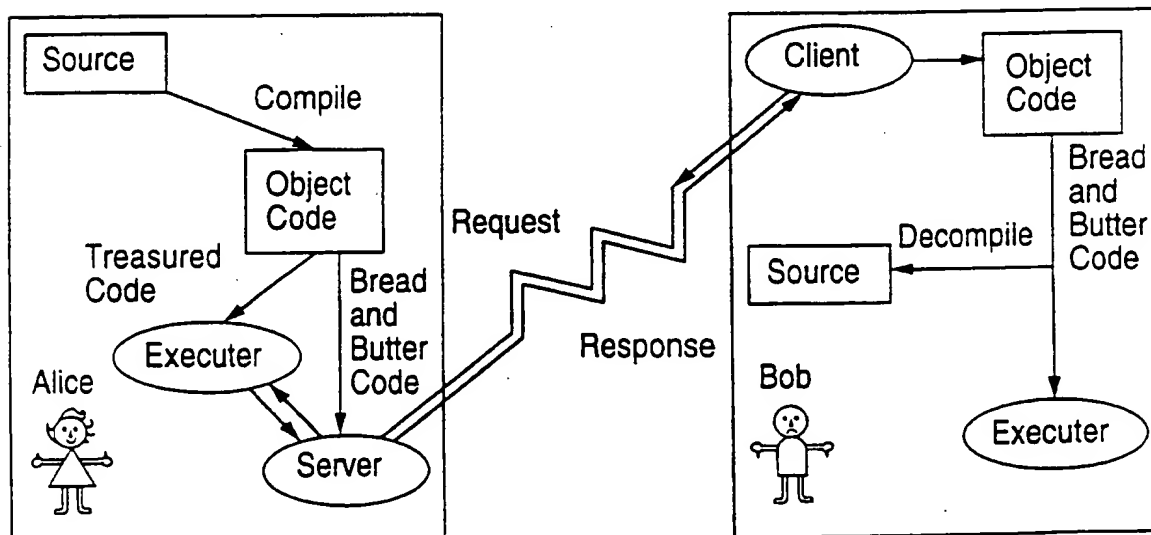 Source
Compile
Object
Code
Treasured
Code
Bread
and
Butter
Code
Executer
Alice
Server
Request
Response
Client
Object
Code
Bread
and
Butter
Code
Decompile
Source
Bob
Executer